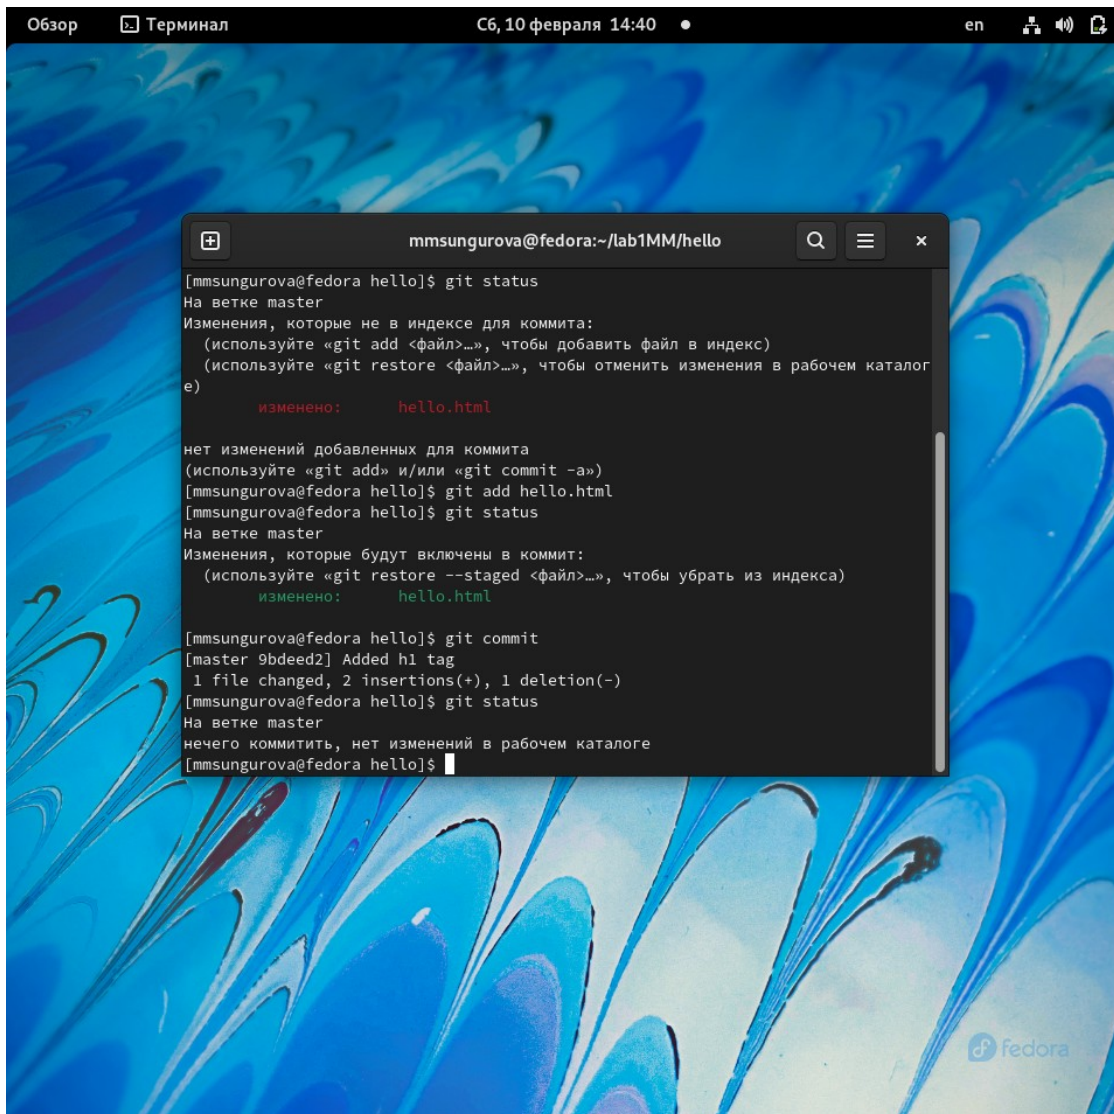 Обзор Терминал Сб, 10 февраля 14:40 en
mmsungurova@fedora:~/lab1MM/hello
[mmsungurova@fedora hello]$ git status
На ветке master
Изменения, которые не в индексе для коммита:
  (используйте «git add <файл>…», чтобы добавить файл в индекс)
  (используйте «git restore <файл>…», чтобы отменить изменения в рабочем каталог
е)
        изменено:      hello.html
нет изменений добавленных для коммита
(используйте «git add» и/или «git commit -a»)
[mmsungurova@fedora hello]$ git add hello.html
[mmsungurova@fedora hello]$ git status
На ветке master
Изменения, которые будут включены в коммит:
  (используйте «git restore --staged <файл>…», чтобы убрать из индекса)
        изменено:      hello.html
[mmsungurova@fedora hello]$ git commit
[master 9bdeed2] Added h1 tag
 1 file changed, 2 insertions(+), 1 deletion(-)
[mmsungurova@fedora hello]$ git status
На ветке master
нечего коммитить, нет изменений в рабочем каталоге
[mmsungurova@fedora hello]$
fedora